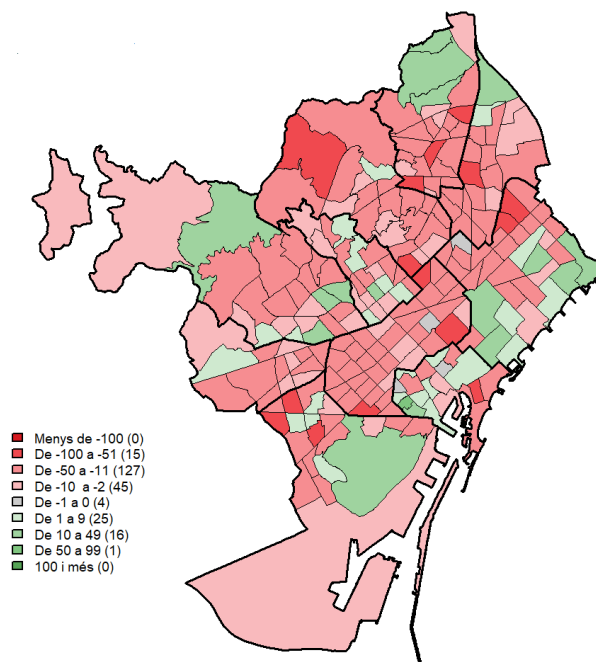 Menys de -100 (0)
De -100 a -51 (15)
De -50 a -11 (127)
De -10 a -2 (45)
De -1 a 0 (4)
De 1 a 9 (25)
De 10 a 49 (16)
De 50 a 99 (1)
100 i més (0)